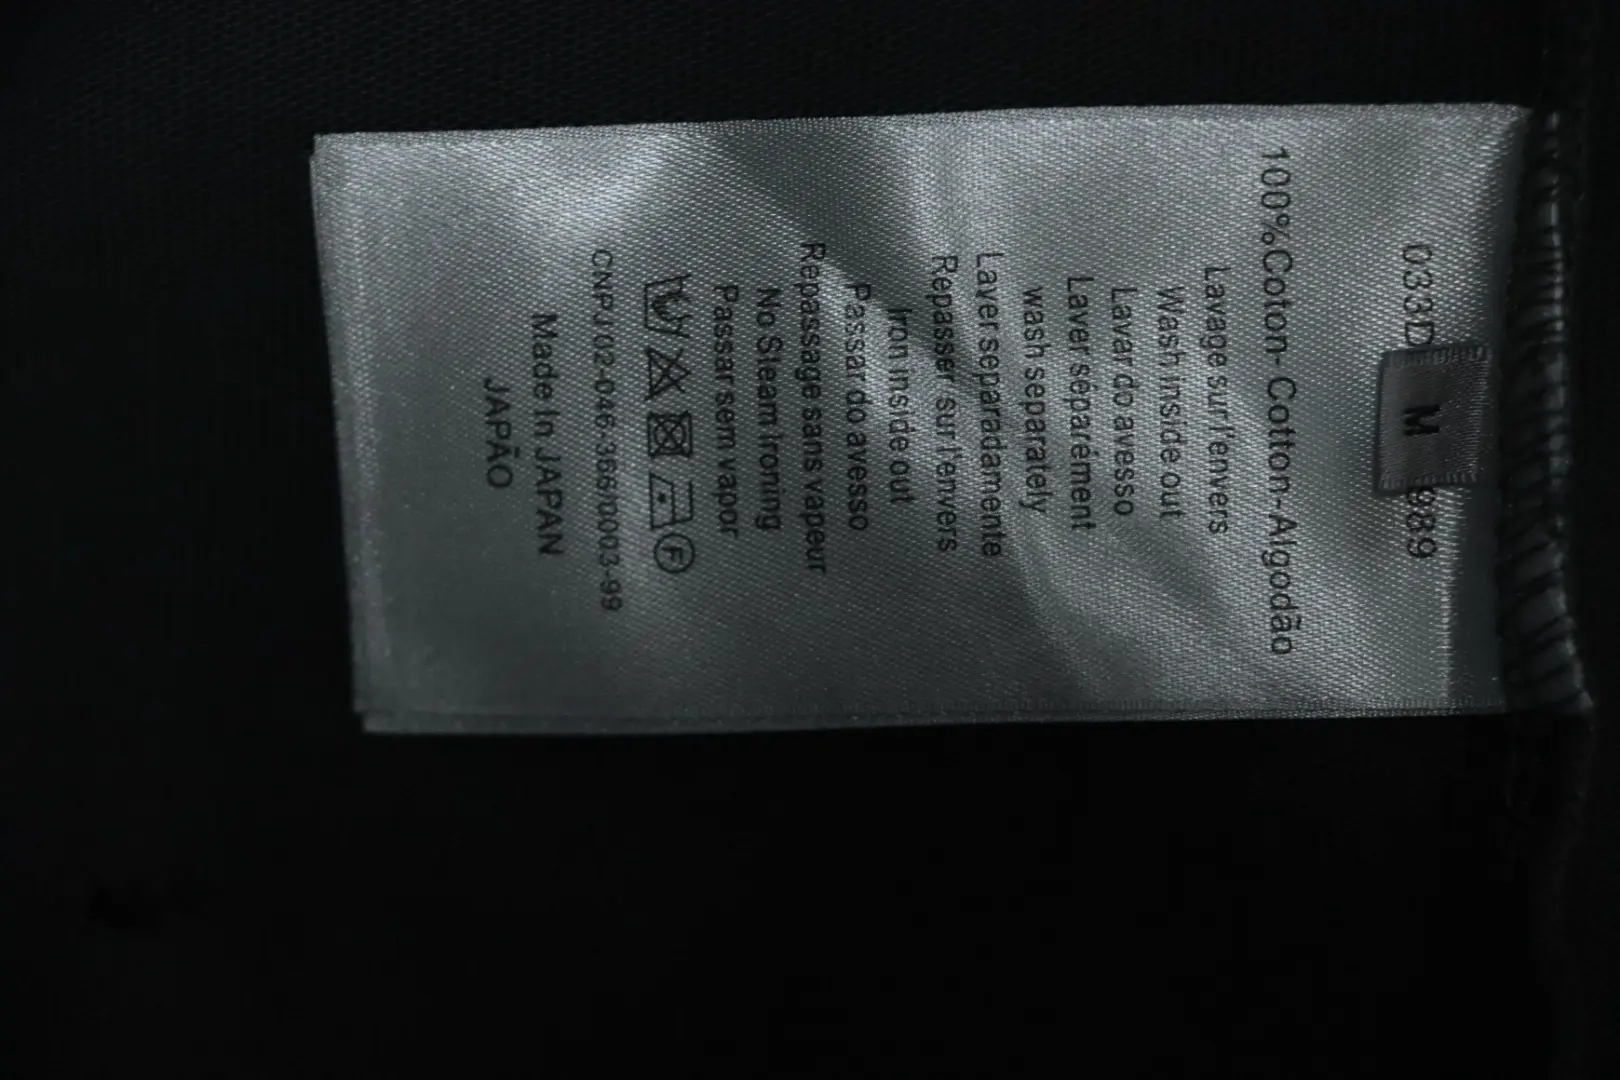 033D
M
989
100%Coton-Cotton-Algodão
Lavage sur l'envers
Wash inside out
Lavar do avesso
Laver séparément
wash separately
Laver separadamente
Repasser sur l'envers
Iron inside out
Passar do avesso
Repassage sans vapeur
No Sleam Ironing
Passar sem vapor
F
CNPJ 02-046-366/0003-99
Made In JAPAN
JAPÃO